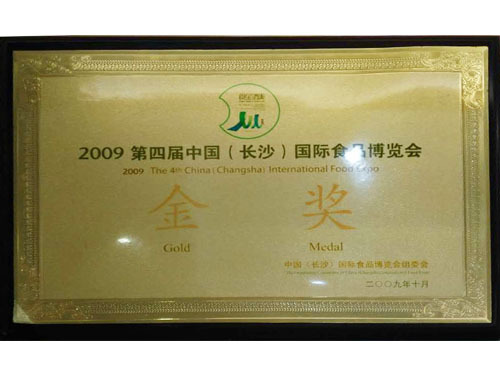 2009 第四届中国（长沙）国际食品博览会
2009 The 4th China(Changsha) International Food Expo
金 奖
Gold Medal
中国（长沙）国际食品博览会组委会
二〇〇九年十月